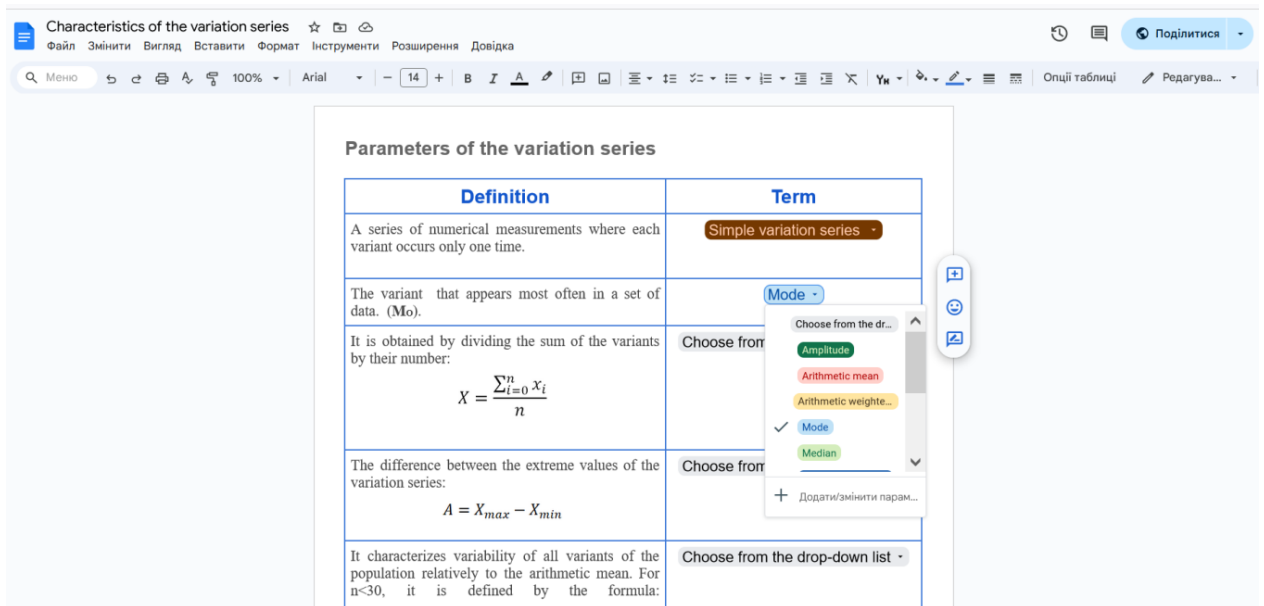 Characteristics of the variation series
Файл Змінити Вигляд Вставити Формат Інструменти Розширення Довідка
Поділитися
Меню 100% Arial 14 B I A Опції таблиці Редагува...
Parameters of the variation series
Definition Term
A series of numerical measurements where each
variant occurs only one time.
Simple variation series
The variant that appears most often in a set of
data. (Mo).
Mode
Choose from the dr...
Amplitude
Arithmetic mean
Arithmetic weighte...
Mode
Median
Додати/змінити парам...
It is obtained by dividing the sum of the variants
by their number:
X = ∑ⁿᵢ₌₀ xᵢ / n
Choose from
The difference between the extreme values of the
variation series:
A = Xmax − Xmin
Choose from
It characterizes variability of all variants of the
population relatively to the arithmetic mean. For
n<30, it is defined by the formula:
Choose from the drop-down list